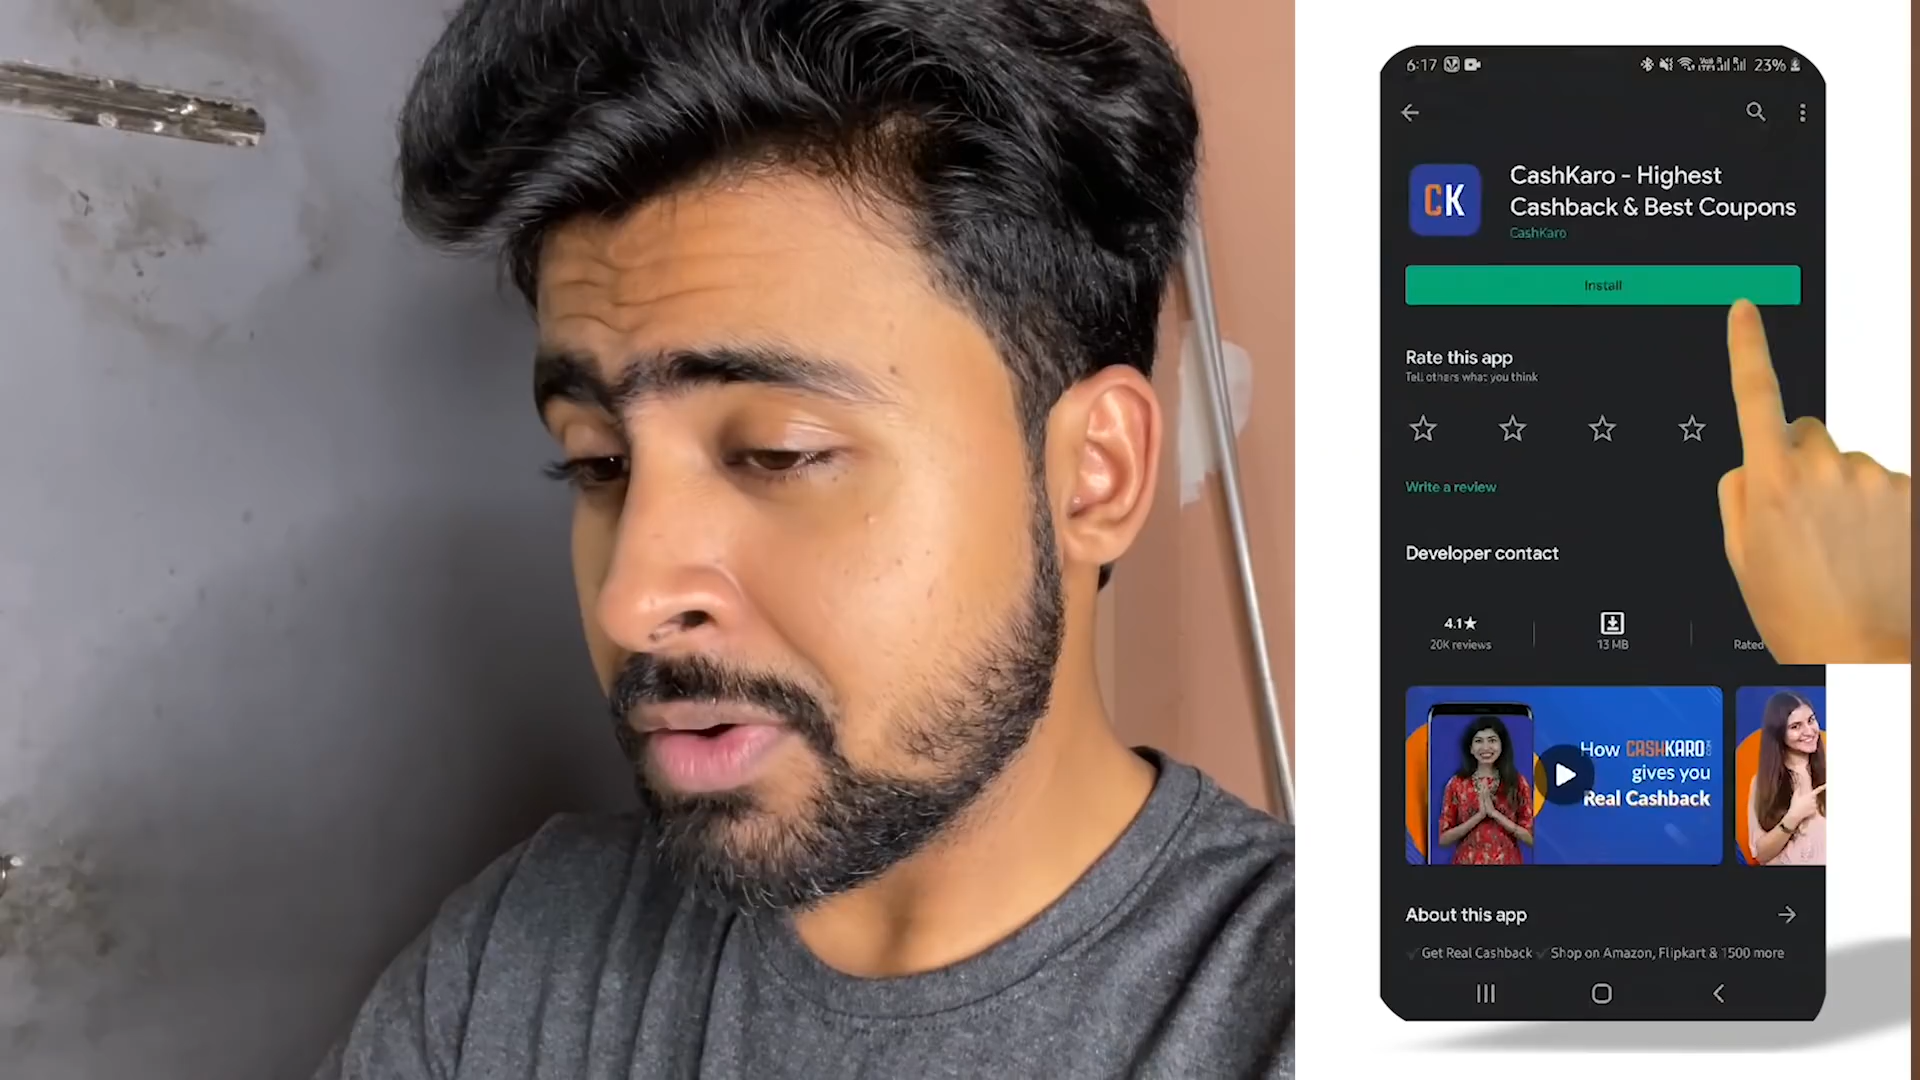 6:17
23%
CK
CashKaro - Highest
Cashback & Best Coupons
CashKaro
Install
Rate this app
Tell others what you think
Write a review
Developer contact
4.1★
20K reviews
13 MB
Rated
How CASHKARO
gives you
Real Cashback
About this app
Get Real Cashback
Shop on Amazon, Flipkart & 1500 more